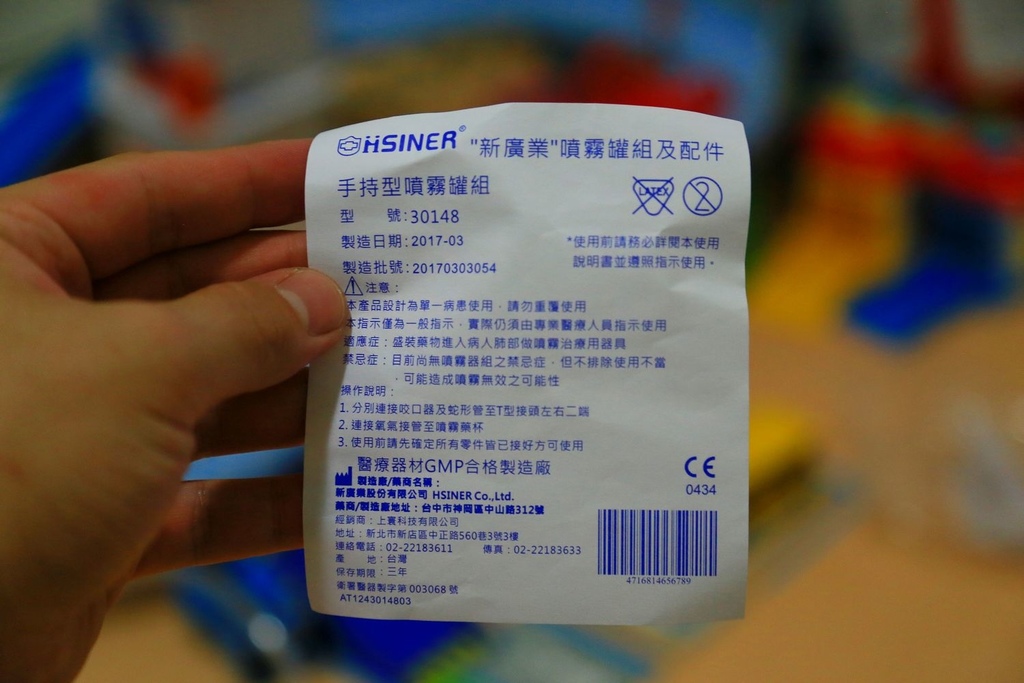 HSINER® "新廣業"噴霧罐組及配件
手持型噴霧罐組
LATEX 2
型 號:30148
製造日期:2017-03
*使用前請務必詳閱本使用
說明書並遵照指示使用。
製造批號:20170303054
注意:
本產品設計為單一病患使用,請勿重覆使用
本指示僅為一般指示,實際仍須由專業醫療人員指示使用
適應症:盛裝藥物進入病人肺部做噴霧治療用器具
禁忌症:目前尚無噴霧器組之禁忌症,但不排除使用不當
,可能造成噴霧無效之可能性
操作說明:
1.分別連接咬口器及蛇形管至T型接頭左右二端
2.連接氧氣接管至噴霧藥杯
3.使用前請先確定所有零件皆已接好方可使用
醫療器材GMP合格製造廠
CE
0434
製造廠/藥商名稱:
新廣業股份有限公司 HSINER Co.,Ltd.
藥商/製造廠地址:台中市神岡區中山路312號
經銷商:上寰科技有限公司
地址:新北市新店區中正路560巷3號3樓
連絡電話:02-22183611 傳真:02-22183633
產 地:台灣
保存期限:三年
衛署醫器製字第003068號
AT1243014803
4716814656789